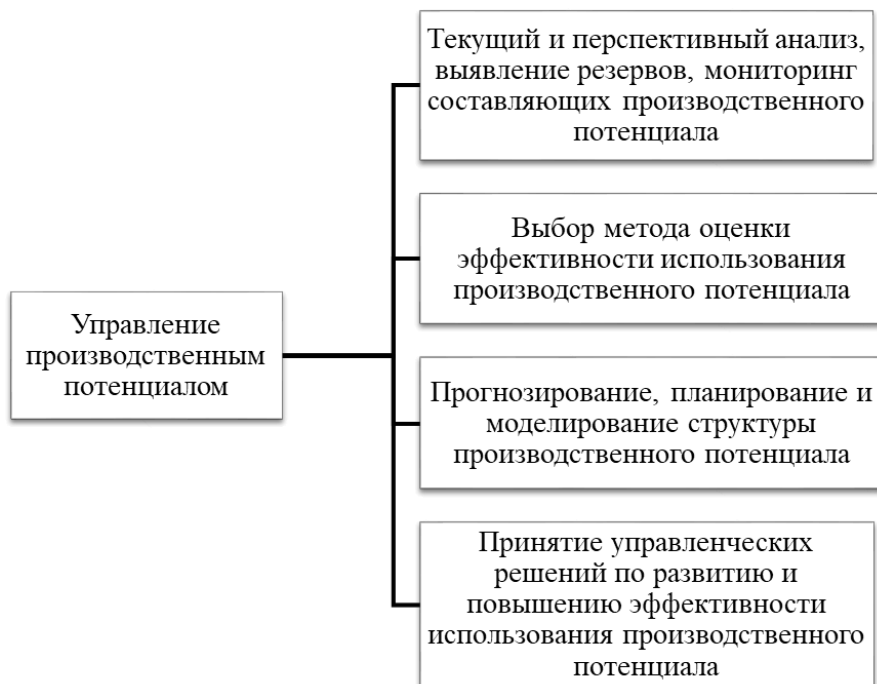 Текущий и перспективный анализ,
выявление резервов, мониторинг
составляющих производственного
потенциала
Выбор метода оценки
эффективности использования
производственного потенциала
Управление
производственным
потенциалом
Прогнозирование, планирование и
моделирование структуры
производственного потенциала
Принятие управленческих
решений по развитию и
повышению эффективности
использования производственного
потенциала